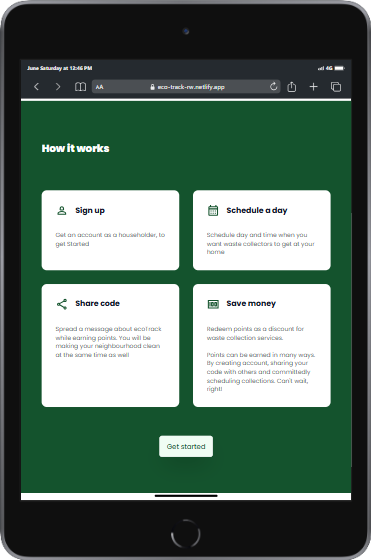 June Saturday at 12:46 PM
4G
AA
eco-track-rw.netlify.app
How it works
Sign up
Get an account as a householder, to
get Started
Schedule a day
Schedule day and time when you
want waste collectors to get at your
home
Share code
Spread a message about ecoTrack
while earning points. You will be
making your neighbourhood clean
at the same time as well
Save money
Redeem points as a discount for
waste collection services.
Points can be earned in many ways.
By creating account, sharing your
code with others and committedly
scheduling collections. Can't wait,
right!
Get started